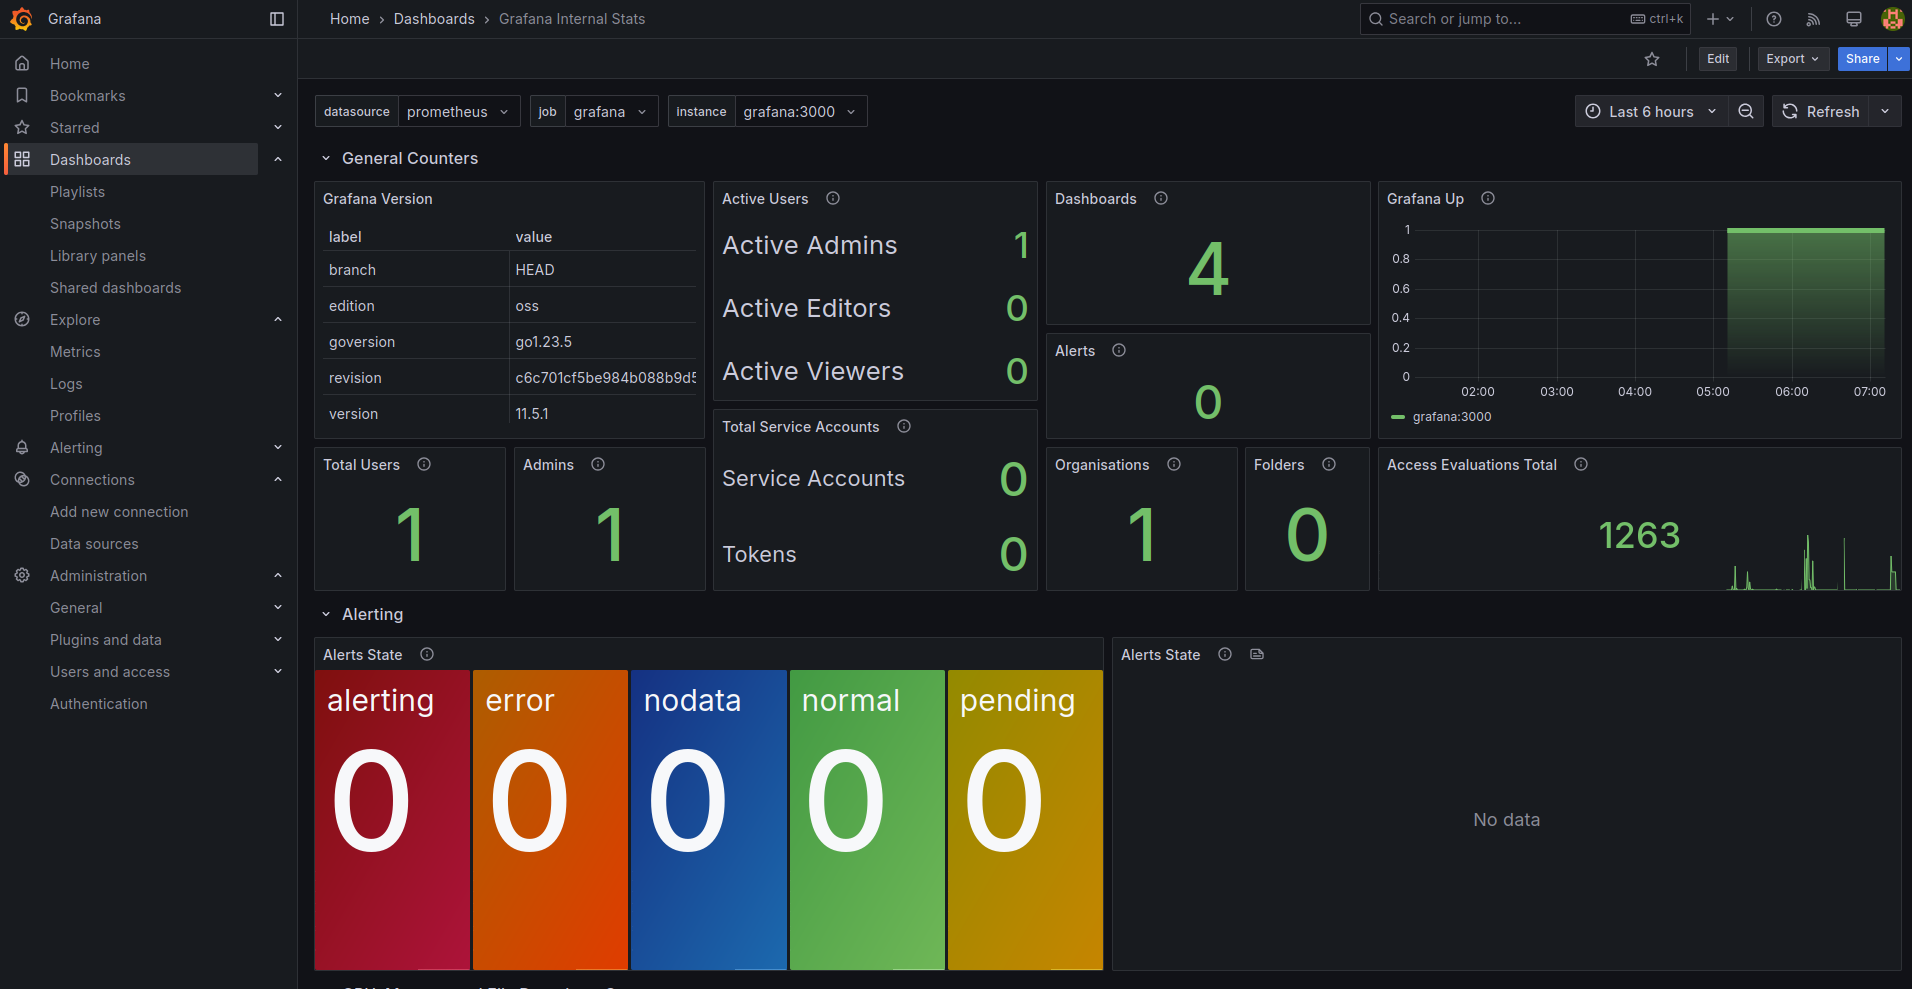 Grafana
Home › Dashboards › Grafana Internal Stats
Search or jump to... ctrl+k
Edit
Export
Share
Home
Bookmarks
Starred
Dashboards
Playlists
Snapshots
Library panels
Shared dashboards
Explore
Metrics
Logs
Profiles
Alerting
Connections
Add new connection
Data sources
Administration
General
Plugins and data
Users and access
Authentication
datasource prometheus
job grafana
instance grafana:3000
Last 6 hours
Refresh
General Counters
Grafana Version
label value
branch HEAD
edition oss
goversion go1.23.5
revision c6c701cf5be984b088b9d5
version 11.5.1
Active Users
Active Admins 1
Active Editors 0
Active Viewers 0
Dashboards
4
Alerts
0
Grafana Up
1
0.8
0.6
0.4
0.2
0
02:00 03:00 04:00 05:00 06:00 07:00
grafana:3000
Total Users
1
Admins
1
Total Service Accounts
Service Accounts 0
Tokens 0
Organisations
1
Folders
0
Access Evaluations Total
1263
Alerting
Alerts State
alerting
0
error
0
nodata
0
normal
0
pending
0
Alerts State
No data